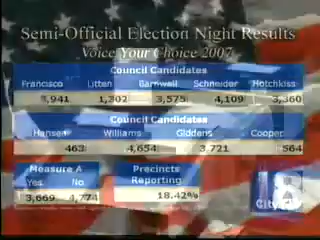 Semi-Official Election Night Results
Voice Your Choice 2007
Council Candidates
Francisco Litten Barnwell Schneider Hotchkiss
3,941 1,302 3,575 4,109 3,360
Council Candidates
Hansen Williams Giddens Cooper
463 4,654 3,721 564
Measure A
Yes No
3,669 4,774
Precincts
Reporting
18.42%
18